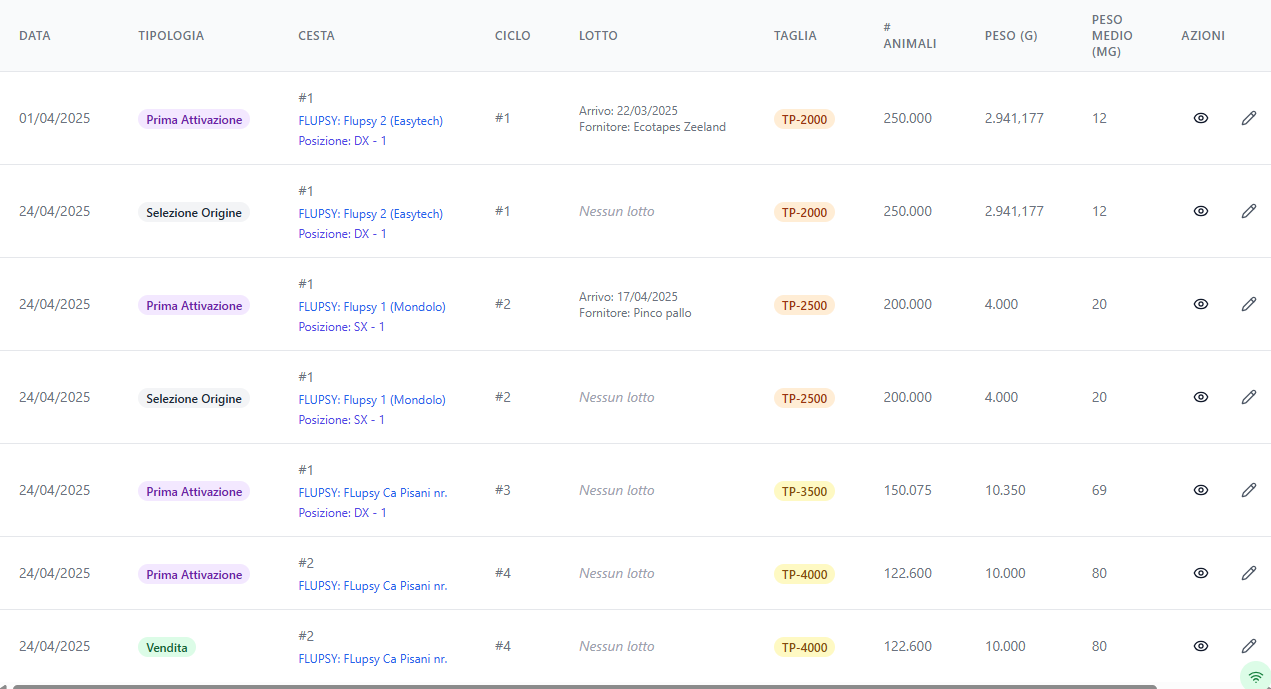 DATA TIPOLOGIA CESTA CICLO LOTTO TAGLIA # ANIMALI PESO (G) PESO MEDIO (MG) AZIONI
01/04/2025 Prima Attivazione #1 #1 Arrivo: 22/03/2025 TP-2000 250.000 2.941,177 12
FLUPSY: Flupsy 2 (Easytech) Fornitore: Ecotapes Zeeland
Posizione: DX - 1
24/04/2025 Selezione Origine #1 #1 Nessun lotto TP-2000 250.000 2.941,177 12
FLUPSY: Flupsy 2 (Easytech)
Posizione: DX - 1
24/04/2025 Prima Attivazione #1 #2 Arrivo: 17/04/2025 TP-2500 200.000 4.000 20
FLUPSY: Flupsy 1 (Mondolo) Fornitore: Pinco pallo
Posizione: SX - 1
24/04/2025 Selezione Origine #1 #2 Nessun lotto TP-2500 200.000 4.000 20
FLUPSY: Flupsy 1 (Mondolo)
Posizione: SX - 1
24/04/2025 Prima Attivazione #1 #3 Nessun lotto TP-3500 150.075 10.350 69
FLUPSY: FLupsy Ca Pisani nr.
Posizione: DX - 1
24/04/2025 Prima Attivazione #2 #4 Nessun lotto TP-4000 122.600 10.000 80
FLUPSY: FLupsy Ca Pisani nr.
24/04/2025 Vendita #2 #4 Nessun lotto TP-4000 122.600 10.000 80
FLUPSY: FLupsy Ca Pisani nr.